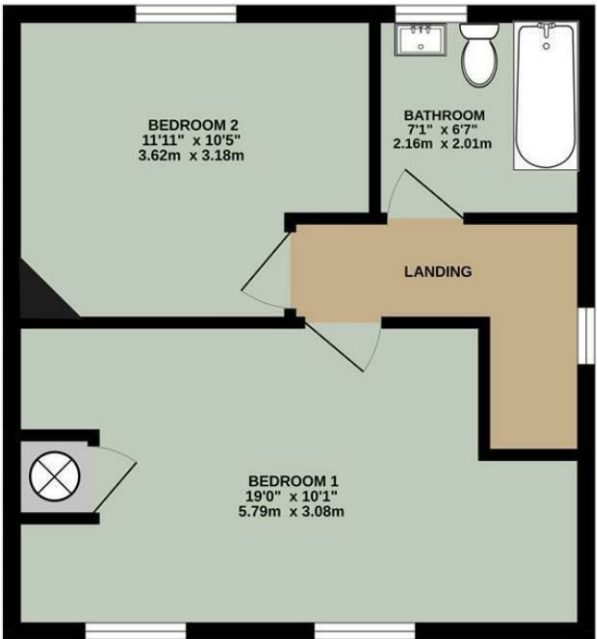 BEDROOM 2
11'11" x 10'5"
3.62m x 3.18m
BATHROOM
7'1" x 6'7"
2.16m x 2.01m
LANDING
BEDROOM 1
19'0" x 10'1"
5.79m x 3.08m